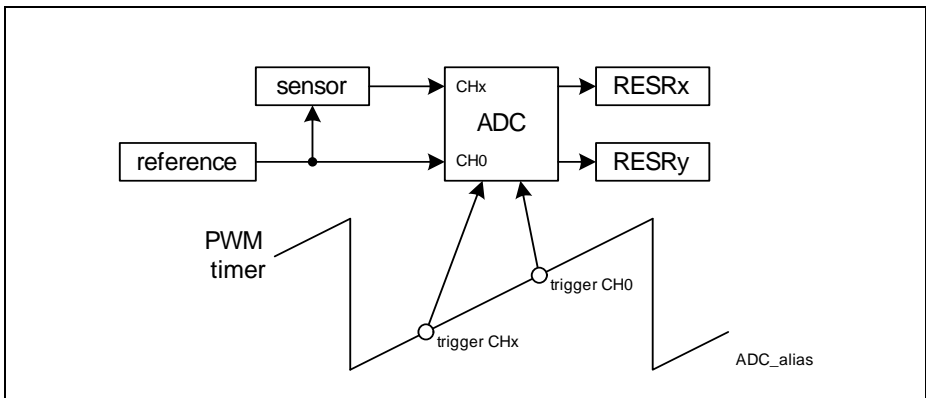 sensor
CHx
RESRx
ADC
reference
CH0
RESRy
PWM
timer
trigger CH0
trigger CHx
ADC_alias